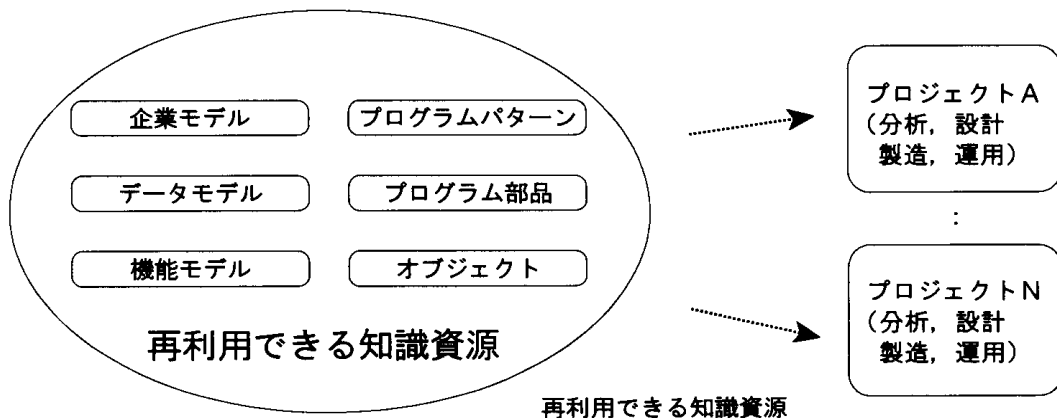 企業モデル
プログラムパターン
データモデル
プログラム部品
機能モデル
オブジェクト
再利用できる知識資源
プロジェクトA
(分析, 設計
製造, 運用)
:
プロジェクトN
(分析, 設計
製造, 運用)
再利用できる知識資源